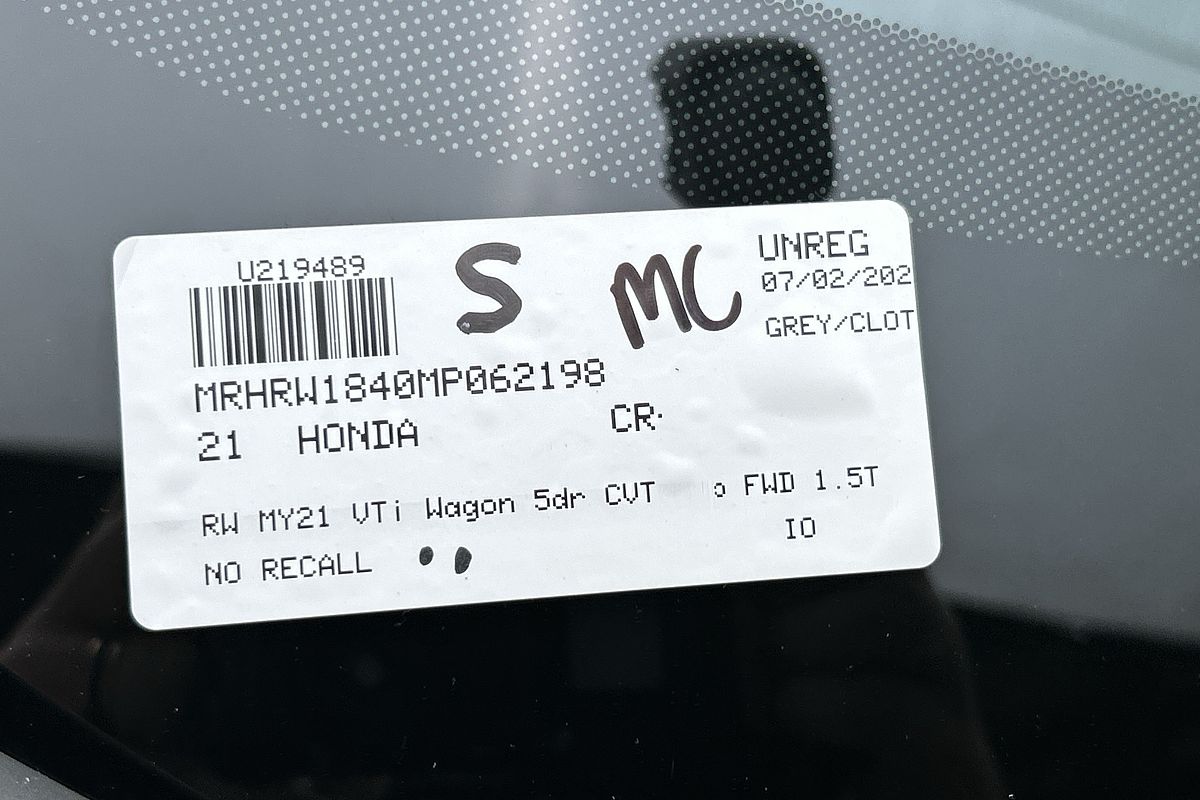 U219489
S
MC
UNREG
07/02/202
GREY/CLOT
MRHRW1840MP062198
21 HONDA CR
RW MY21 VTi Wagon 5dr CVT FWD 1.5T
NO RECALL
IO